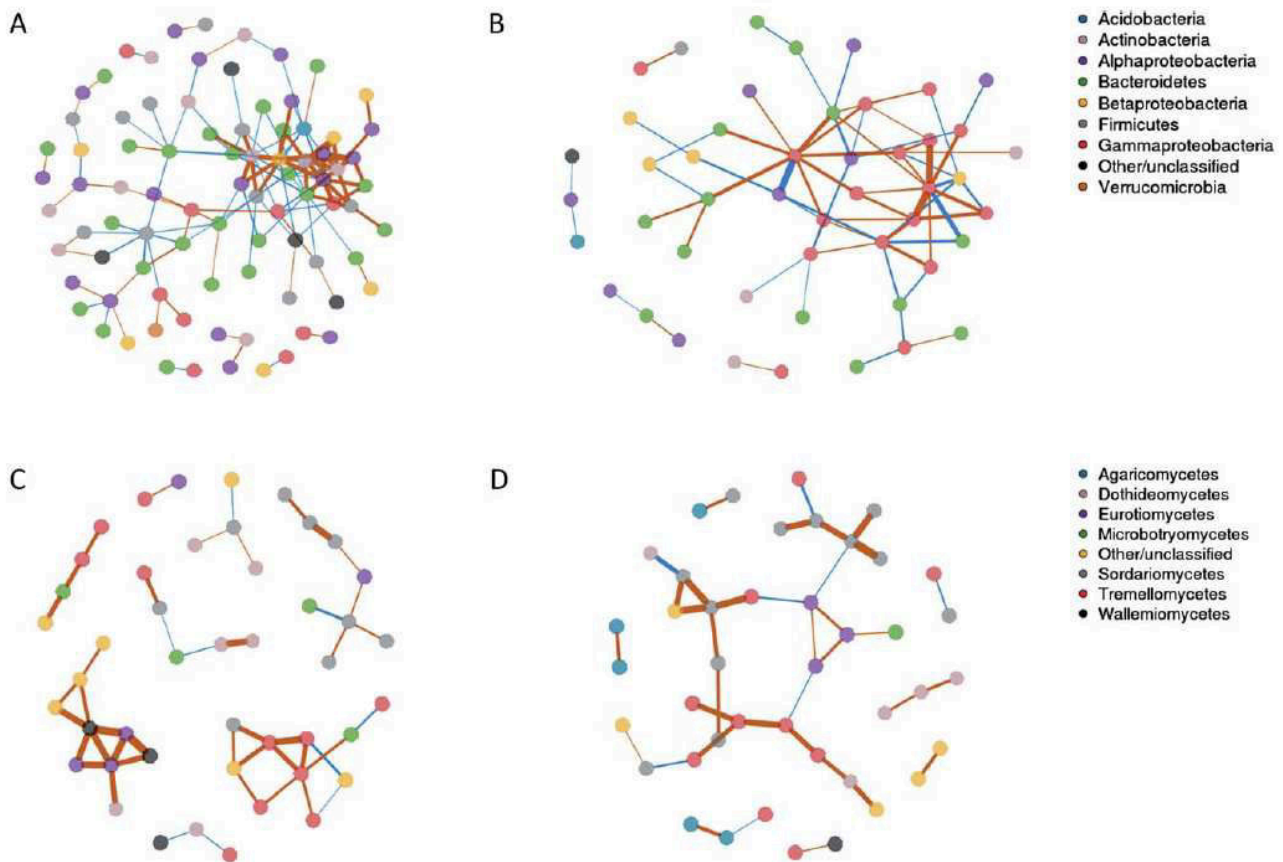 A
B
Acidobacteria
Actinobacteria
Alphaproteobacteria
Bacteroidetes
Betaproteobacteria
Firmicutes
Gammaproteobacteria
Other/unclassified
Verrucomicrobia
C
D
Agaricomycetes
Dothideomycetes
Eurotiomycetes
Microbotryomycetes
Other/unclassified
Sordariomycetes
Tremellomycetes
Wallemiomycetes